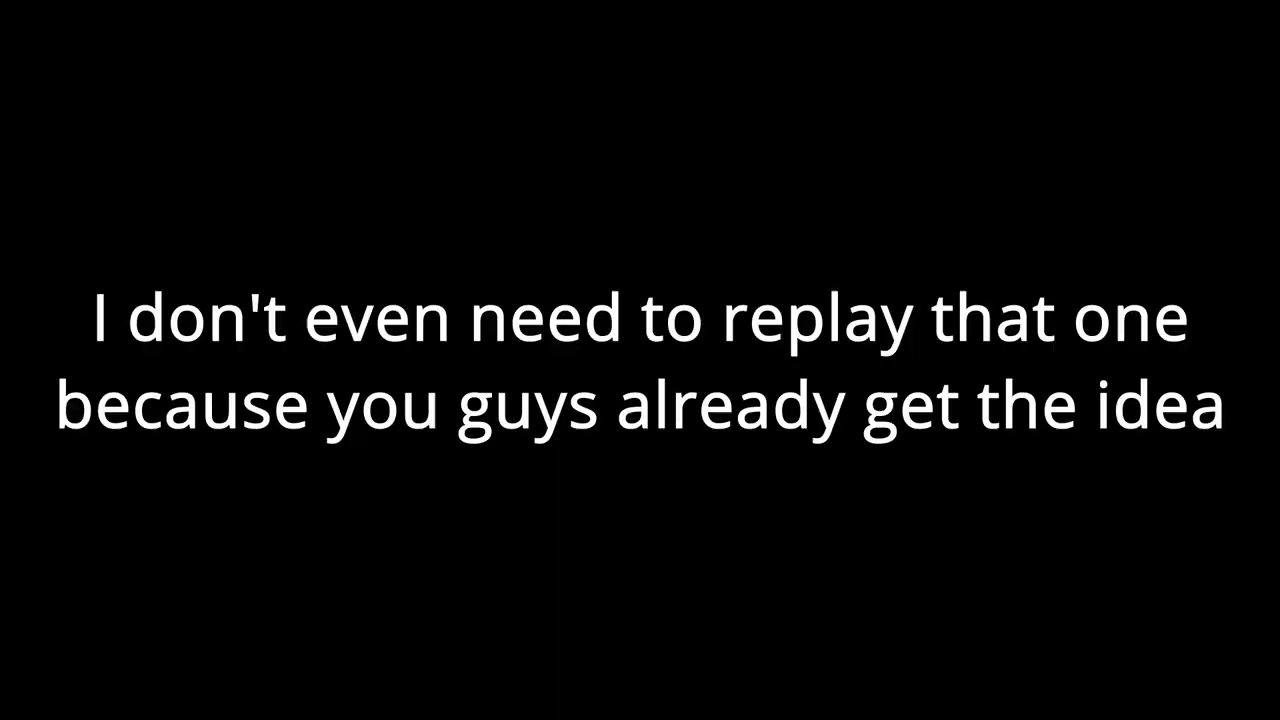 I don't even need to replay that one
because you guys already get the idea